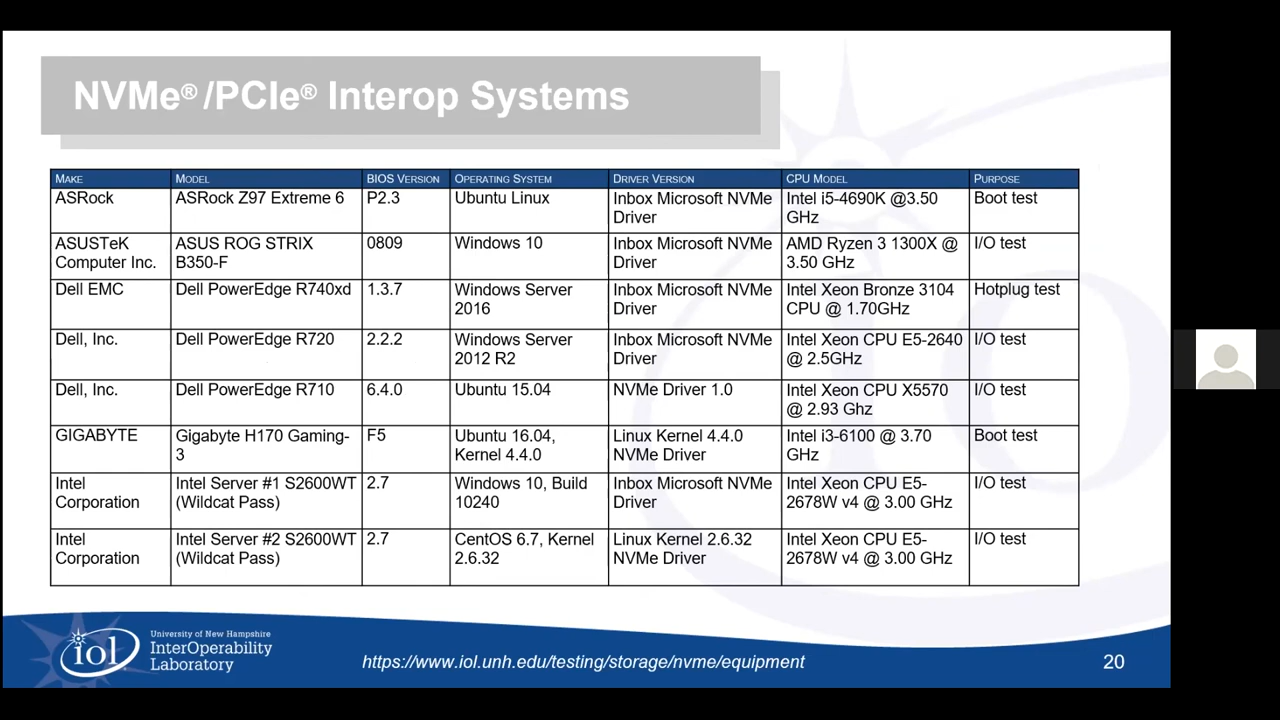 NVMe® /PCIe® Interop Systems
MAKE MODEL BIOS VERSION OPERATING SYSTEM DRIVER VERSION CPU MODEL PURPOSE
ASRock ASRock Z97 Extreme 6 P2.3 Ubuntu Linux Inbox Microsoft NVMe Intel i5-4690K @3.50 Boot test
Driver GHz
ASUSTeK ASUS ROG STRIX 0809 Windows 10 Inbox Microsoft NVMe AMD Ryzen 3 1300X @ I/O test
Computer Inc. B350-F Driver 3.50 GHz
Dell EMC Dell PowerEdge R740xd 1.3.7 Windows Server Inbox Microsoft NVMe Intel Xeon Bronze 3104 Hotplug test
2016 Driver CPU @ 1.70GHz
Dell, Inc. Dell PowerEdge R720 2.2.2 Windows Server Inbox Microsoft NVMe Intel Xeon CPU E5-2640 I/O test
2012 R2 Driver @ 2.5GHz
Dell, Inc. Dell PowerEdge R710 6.4.0 Ubuntu 15.04 NVMe Driver 1.0 Intel Xeon CPU X5570 I/O test
@ 2.93 Ghz
GIGABYTE Gigabyte H170 Gaming- F5 Ubuntu 16.04, Linux Kernel 4.4.0 Intel i3-6100 @ 3.70 Boot test
3 Kernel 4.4.0 NVMe Driver GHz
Intel Intel Server #1 S2600WT 2.7 Windows 10, Build Inbox Microsoft NVMe Intel Xeon CPU E5- I/O test
Corporation (Wildcat Pass) 10240 Driver 2678W v4 @ 3.00 GHz
Intel Intel Server #2 S2600WT 2.7 CentOS 6.7, Kernel Linux Kernel 2.6.32 Intel Xeon CPU E5- I/O test
Corporation (Wildcat Pass) 2.6.32 NVMe Driver 2678W v4 @ 3.00 GHz
iol
University of New Hampshire
InterOperability
Laboratory
https://www.iol.unh.edu/testing/storage/nvme/equipment
20